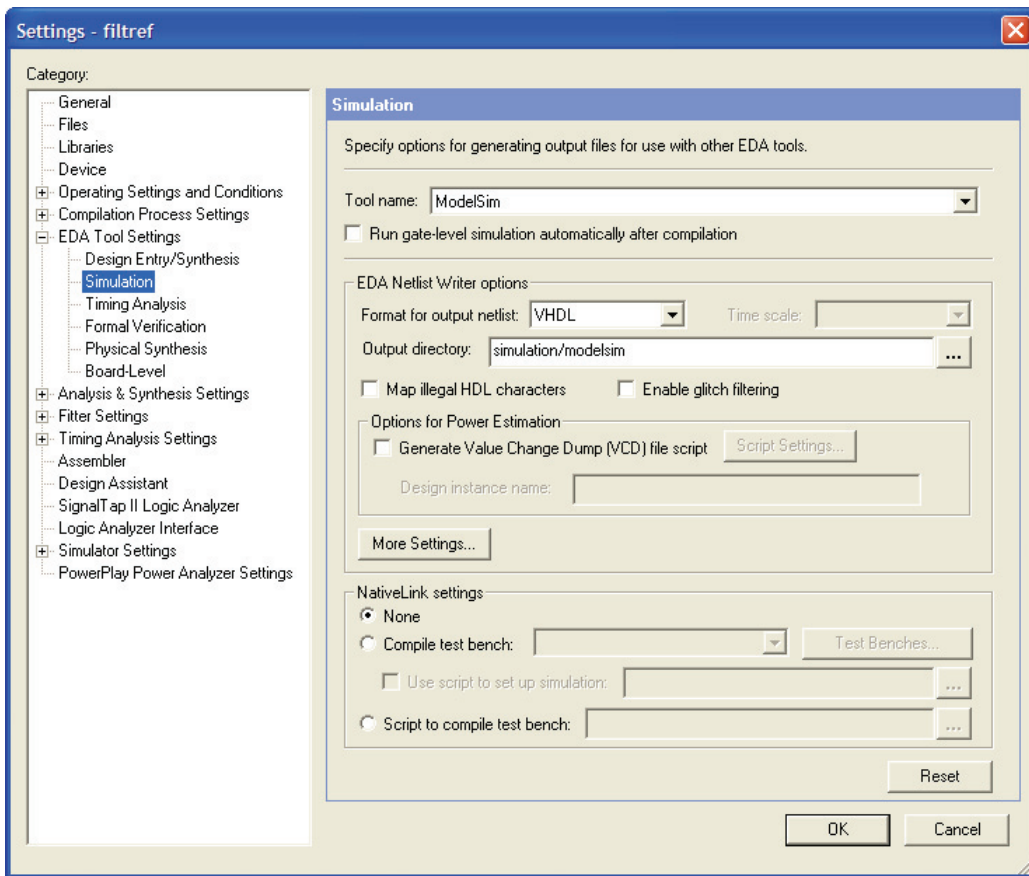 Settings - filtref
Category:
General
Files
Libraries
Device
Operating Settings and Conditions
Compilation Process Settings
EDA Tool Settings
Design Entry/Synthesis
Simulation
Timing Analysis
Formal Verification
Physical Synthesis
Board-Level
Analysis & Synthesis Settings
Fitter Settings
Timing Analysis Settings
Assembler
Design Assistant
SignalTap II Logic Analyzer
Logic Analyzer Interface
Simulator Settings
PowerPlay Power Analyzer Settings
Simulation
Specify options for generating output files for use with other EDA tools.
Tool name: ModelSim
Run gate-level simulation automatically after compilation
EDA Netlist Writer options
Format for output netlist: VHDL Time scale:
Output directory: simulation/modelsim ...
Map illegal HDL characters Enable glitch filtering
Options for Power Estimation
Generate Value Change Dump (VCD) file script Script Settings...
Design instance name:
More Settings...
NativeLink settings
None
Compile test bench: Test Benches...
Use script to set up simulation: ...
Script to compile test bench: ...
Reset
OK Cancel